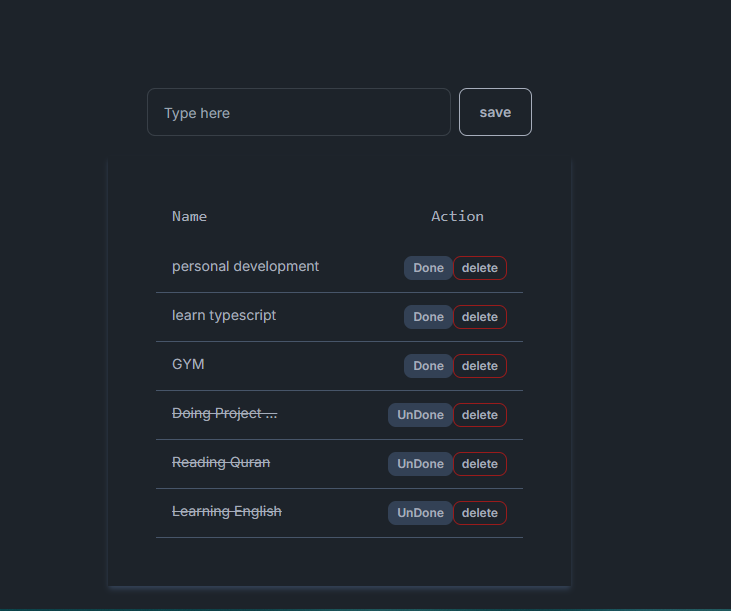 Type here save
Name Action
personal development Done delete
learn typescript Done delete
GYM Done delete
Doing Project ... UnDone delete
Reading Quran UnDone delete
Learning English UnDone delete